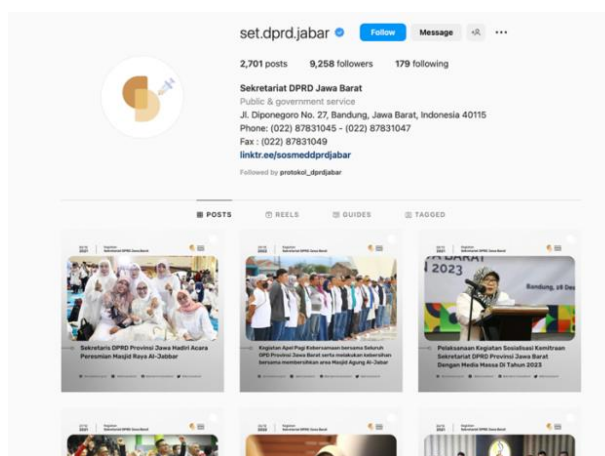 set.dprd.jabar Follow Message
2,701 posts 9,258 followers 179 following
Sekretariat DPRD Jawa Barat
Public & government service
Jl. Diponegoro No. 27, Bandung, Jawa Barat, Indonesia 40115
Phone: (022) 87831045 - (022) 87831047
Fax : (022) 87831049
linktr.ee/sosmeddprdjabar
Followed by protokol_dprdjabar
POSTS REELS GUIDES TAGGED
Sekretaris DPRD Provinsi Jawa Hadiri Acara
Peresmian Masjid Raya Al-Jabbar
Kegiatan Apel Pagi Kebersamaan bersama Seluruh
OPD Provinsi Jawa Barat serta melakukan kebersihan
bersama membersihkan area Masjid Agung Al-Jabar
2023
Bandung, 28 Des
Pelaksanaan Kegiatan Sosialisasi Kemitraan
Sekretariat DPRD Provinsi Jawa Barat
Dengan Media Massa Di Tahun 2023